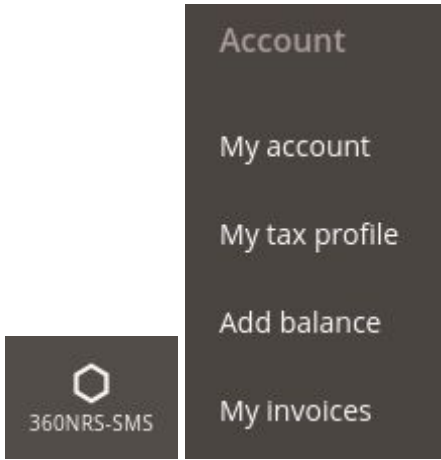 Account
My account
My tax profile
Add balance
My invoices
360NRS-SMS